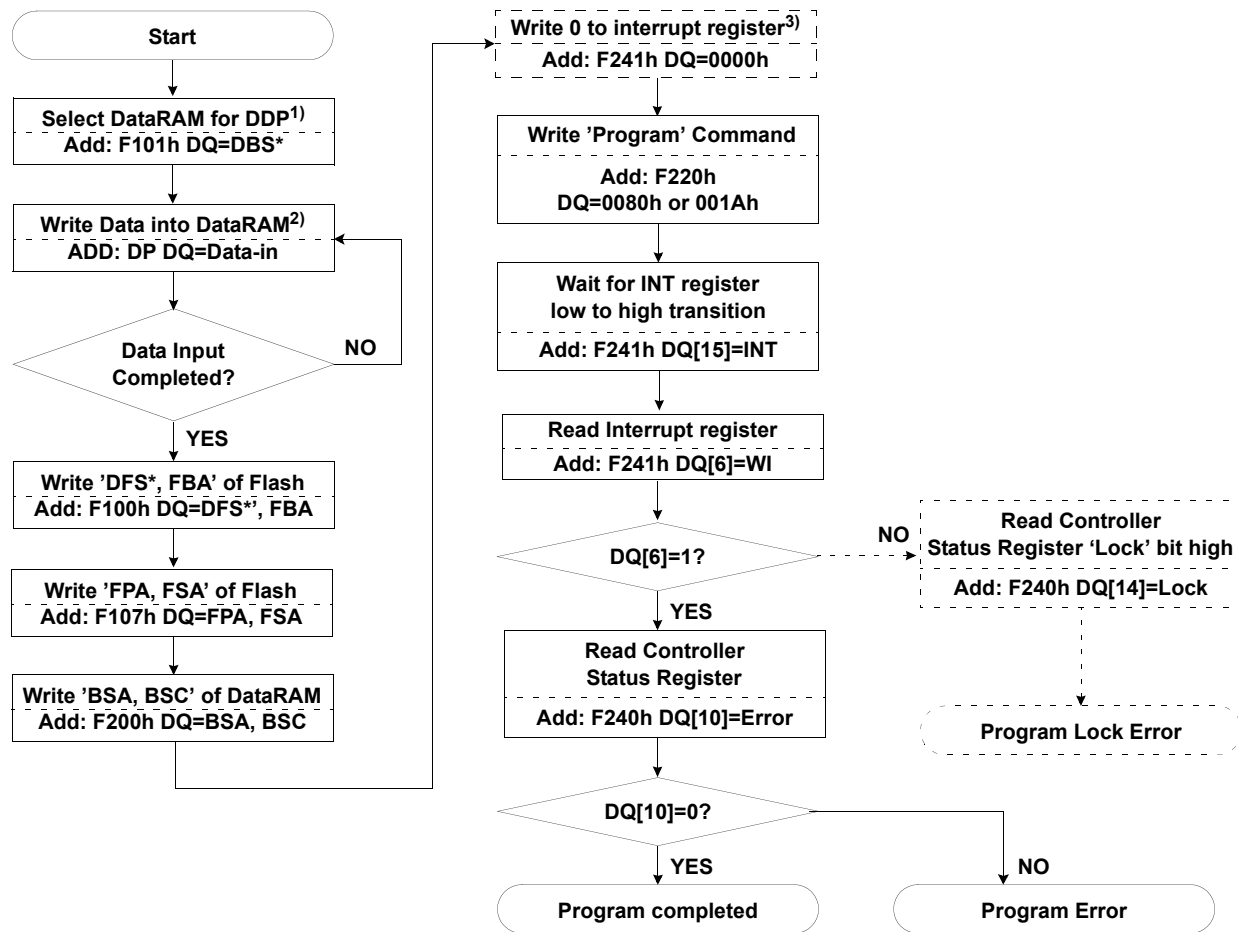 Start
Select DataRAM for DDP1)
Add: F101h DQ=DBS*
Write Data into DataRAM2)
ADD: DP DQ=Data-in
Data Input
Completed?
NO
YES
Write ’DFS*, FBA’ of Flash
Add: F100h DQ=DFS*’, FBA
Write ’FPA, FSA’ of Flash
Add: F107h DQ=FPA, FSA
Write ’BSA, BSC’ of DataRAM
Add: F200h DQ=BSA, BSC
Write 0 to interrupt register3)
Add: F241h DQ=0000h
Write ’Program’ Command
Add: F220h
DQ=0080h or 001Ah
Wait for INT register
low to high transition
Add: F241h DQ[15]=INT
Read Interrupt register
Add: F241h DQ[6]=WI
DQ[6]=1?
NO
YES
Read Controller
Status Register ‘Lock’ bit high
Add: F240h DQ[14]=Lock
Program Lock Error
Read Controller
Status Register
Add: F240h DQ[10]=Error
DQ[10]=0?
YES
NO
Program completed
Program Error